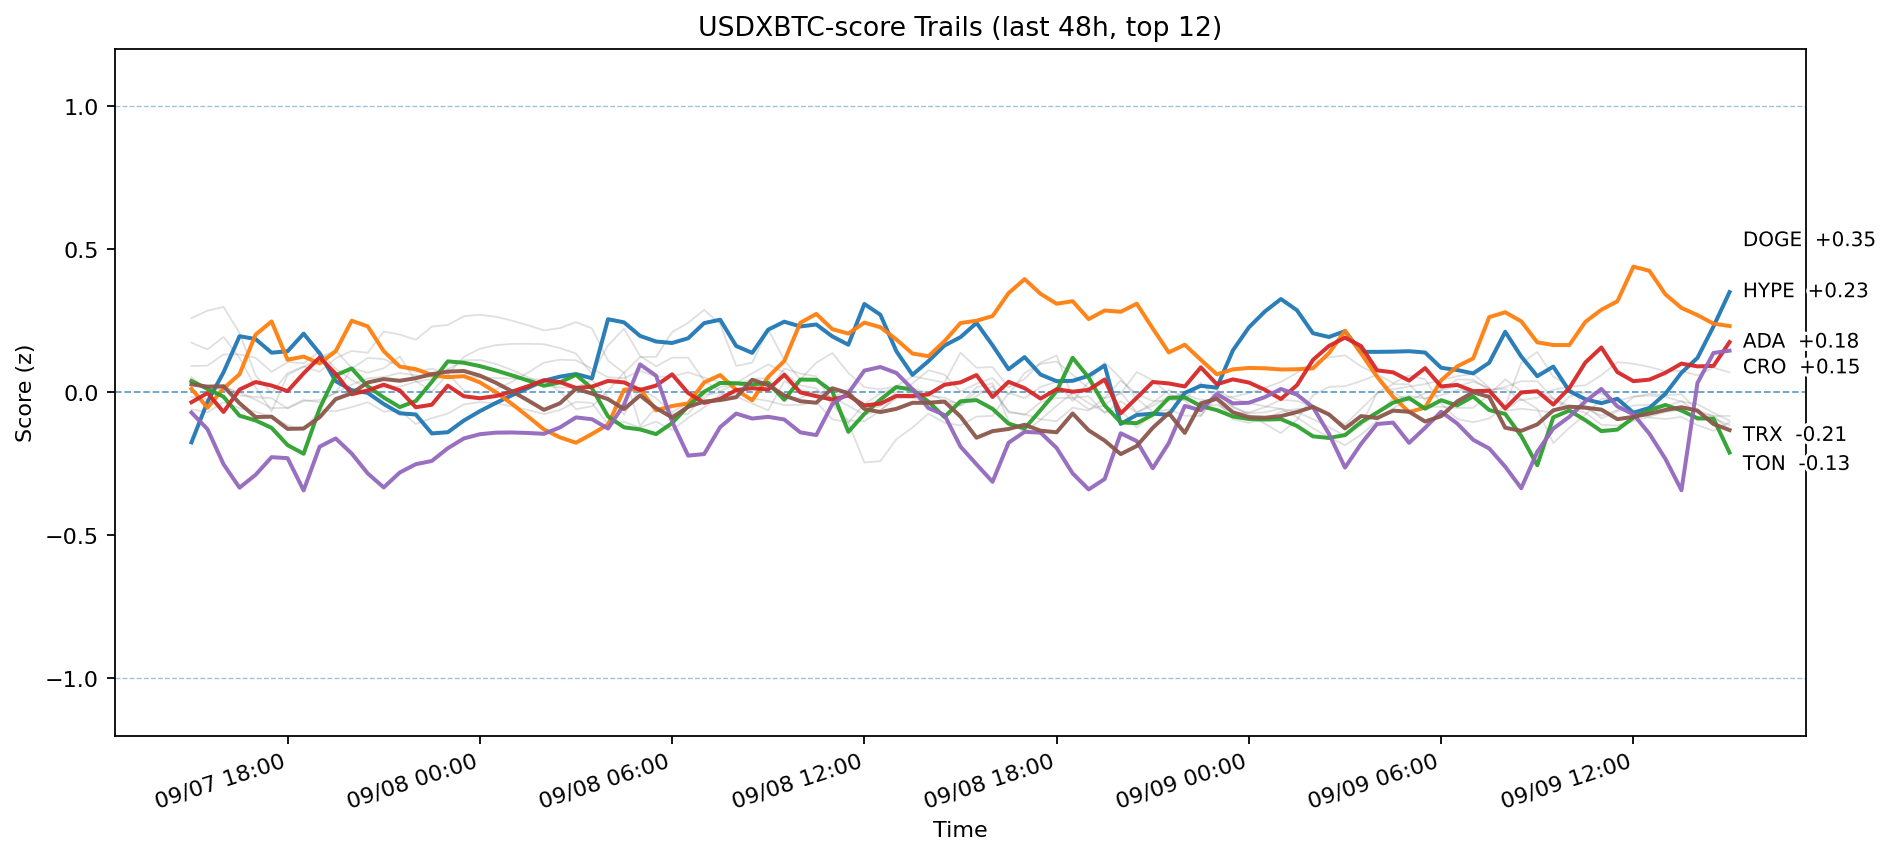 USDXBTC-score Trails (last 48h, top 12)
Score (z)
1.0
0.5
0.0
−0.5
−1.0
DOGE +0.35
HYPE +0.23
ADA +0.18
CRO +0.15
TRX -0.21
TON -0.13
09/07 18:00
09/08 00:00
09/08 06:00
09/08 12:00
09/08 18:00
09/09 00:00
09/09 06:00
09/09 12:00
Time